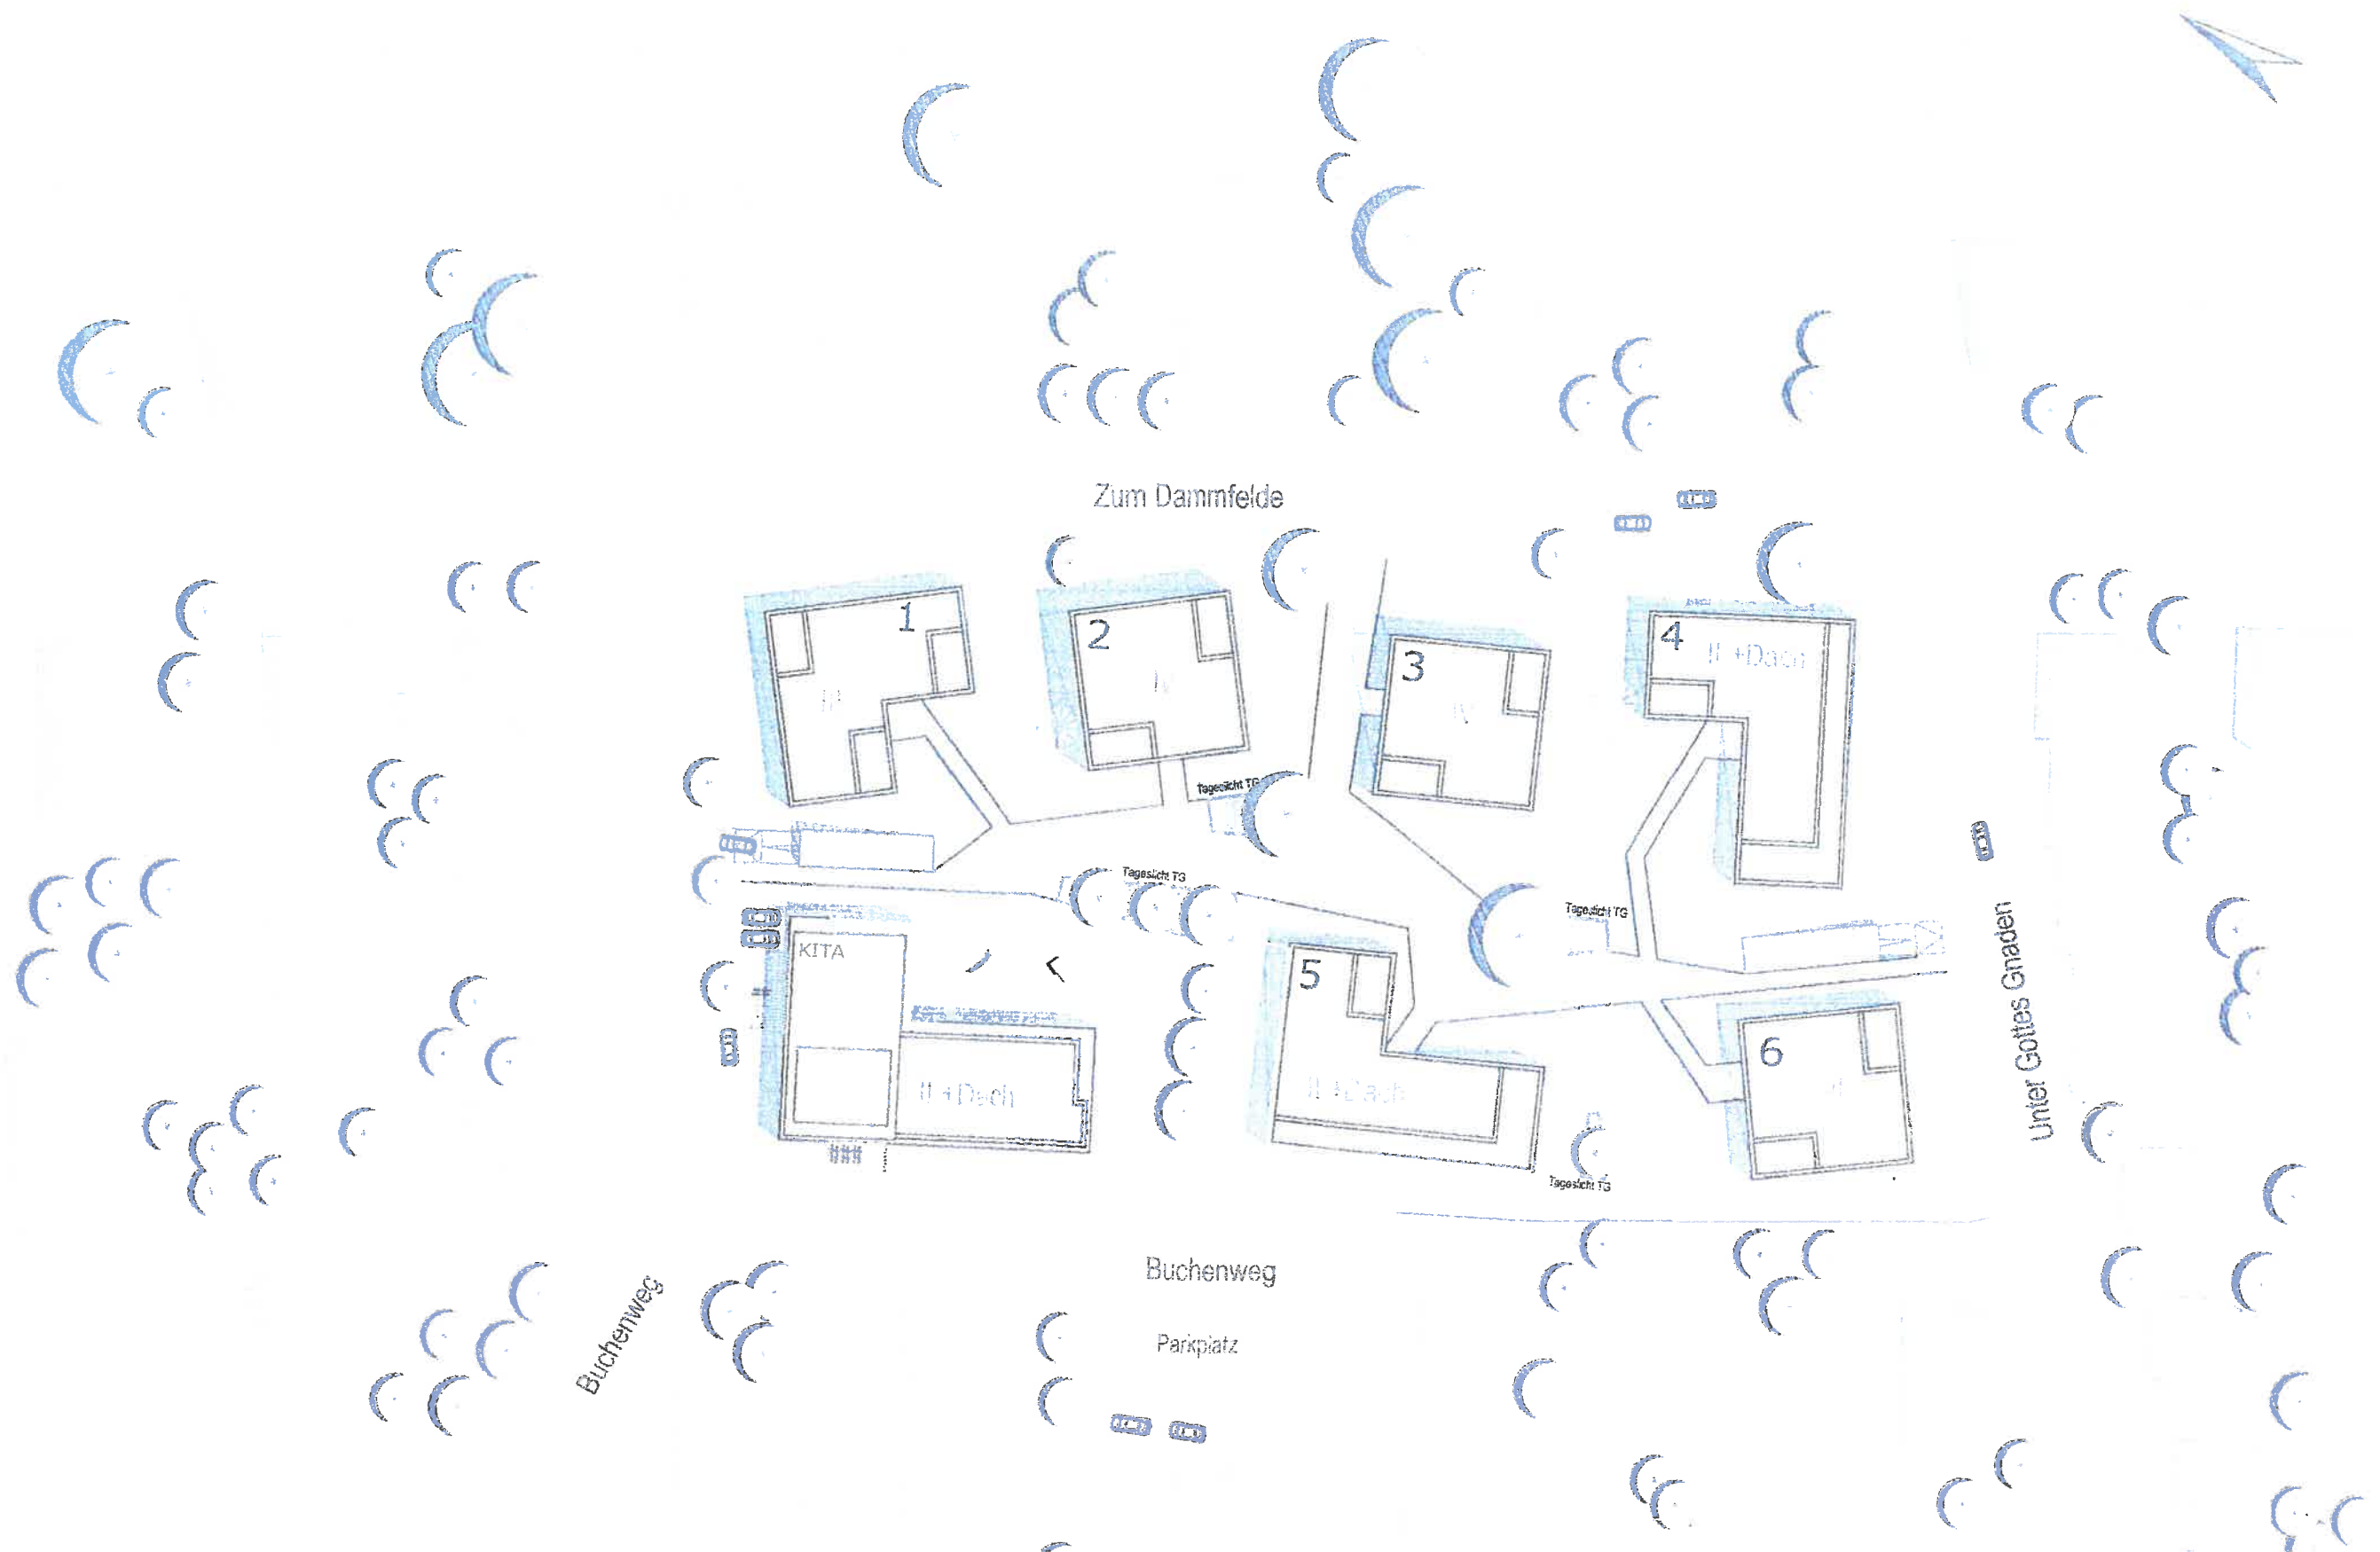 Zum Dammfelde
1
2
3
4
II +Dach
IV
Tageslicht TG
Tageslicht TG
Tageslicht TG
KITA
5
6
II +Dach
II +Dach
Tageslicht TG
Unter Gottes Gnaden
Buchenweg
Buchenweg
Parkplatz